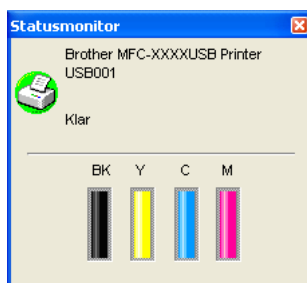 Statusmonitor
Brother MFC-XXXXUSB Printer
USB001
Klar
BK Y C M